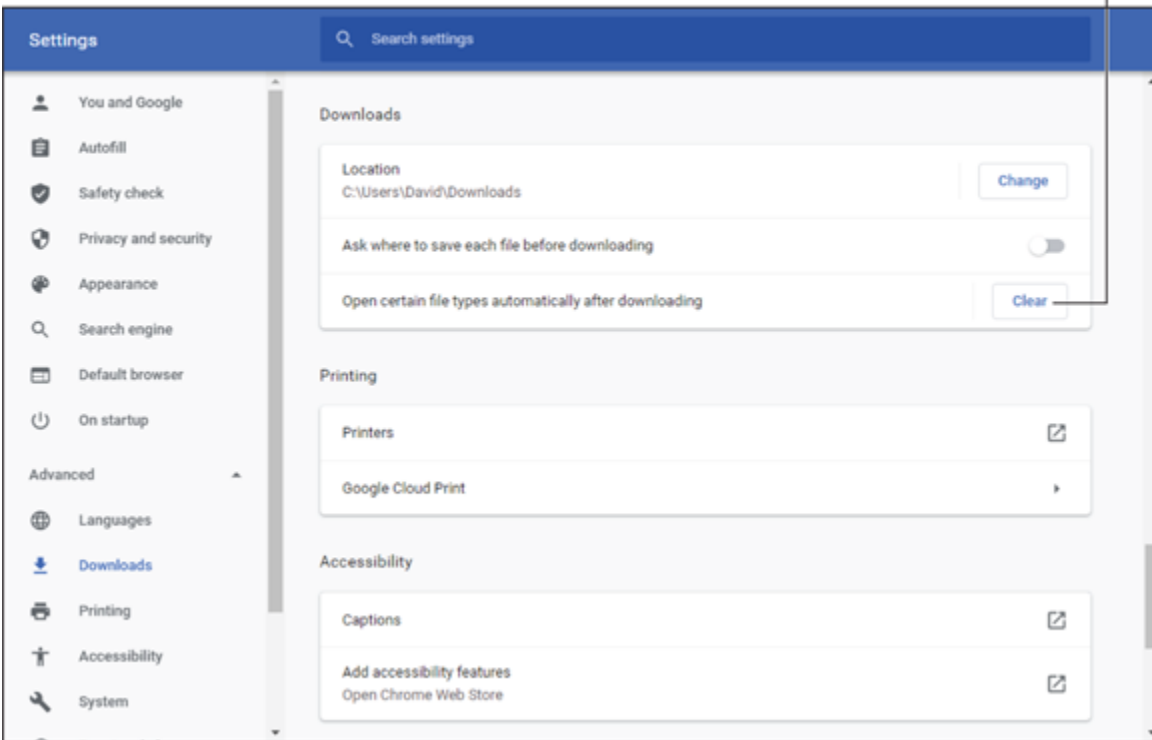 Settings
Search settings
You and Google
Autofill
Safety check
Privacy and security
Appearance
Search engine
Default browser
On startup
Advanced
Languages
Downloads
Printing
Accessibility
System
Downloads
Location
C:\Users\David\Downloads
Change
Ask where to save each file before downloading
Open certain file types automatically after downloading
Clear
Printing
Printers
Google Cloud Print
Accessibility
Captions
Add accessibility features
Open Chrome Web Store